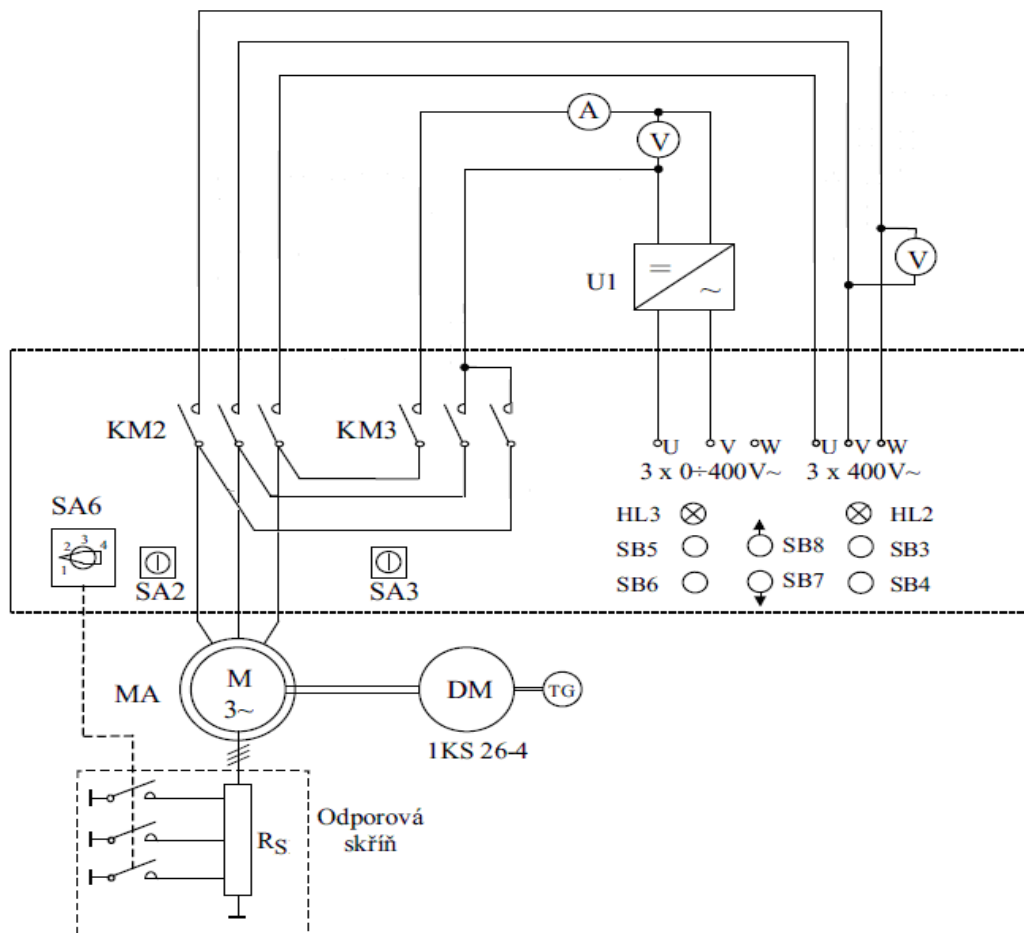 A
V
V
U1
=
~
KM2
KM3
U V W U V W
3 x 0÷400V~ 3 x 400V~
SA6
1 2 3 4
SA2
SA3
HL3 HL2
SB5 SB8 SB3
SB6 SB7 SB4
MA
M
3~
DM
TG
1KS 26-4
Odporová
skříň
RS